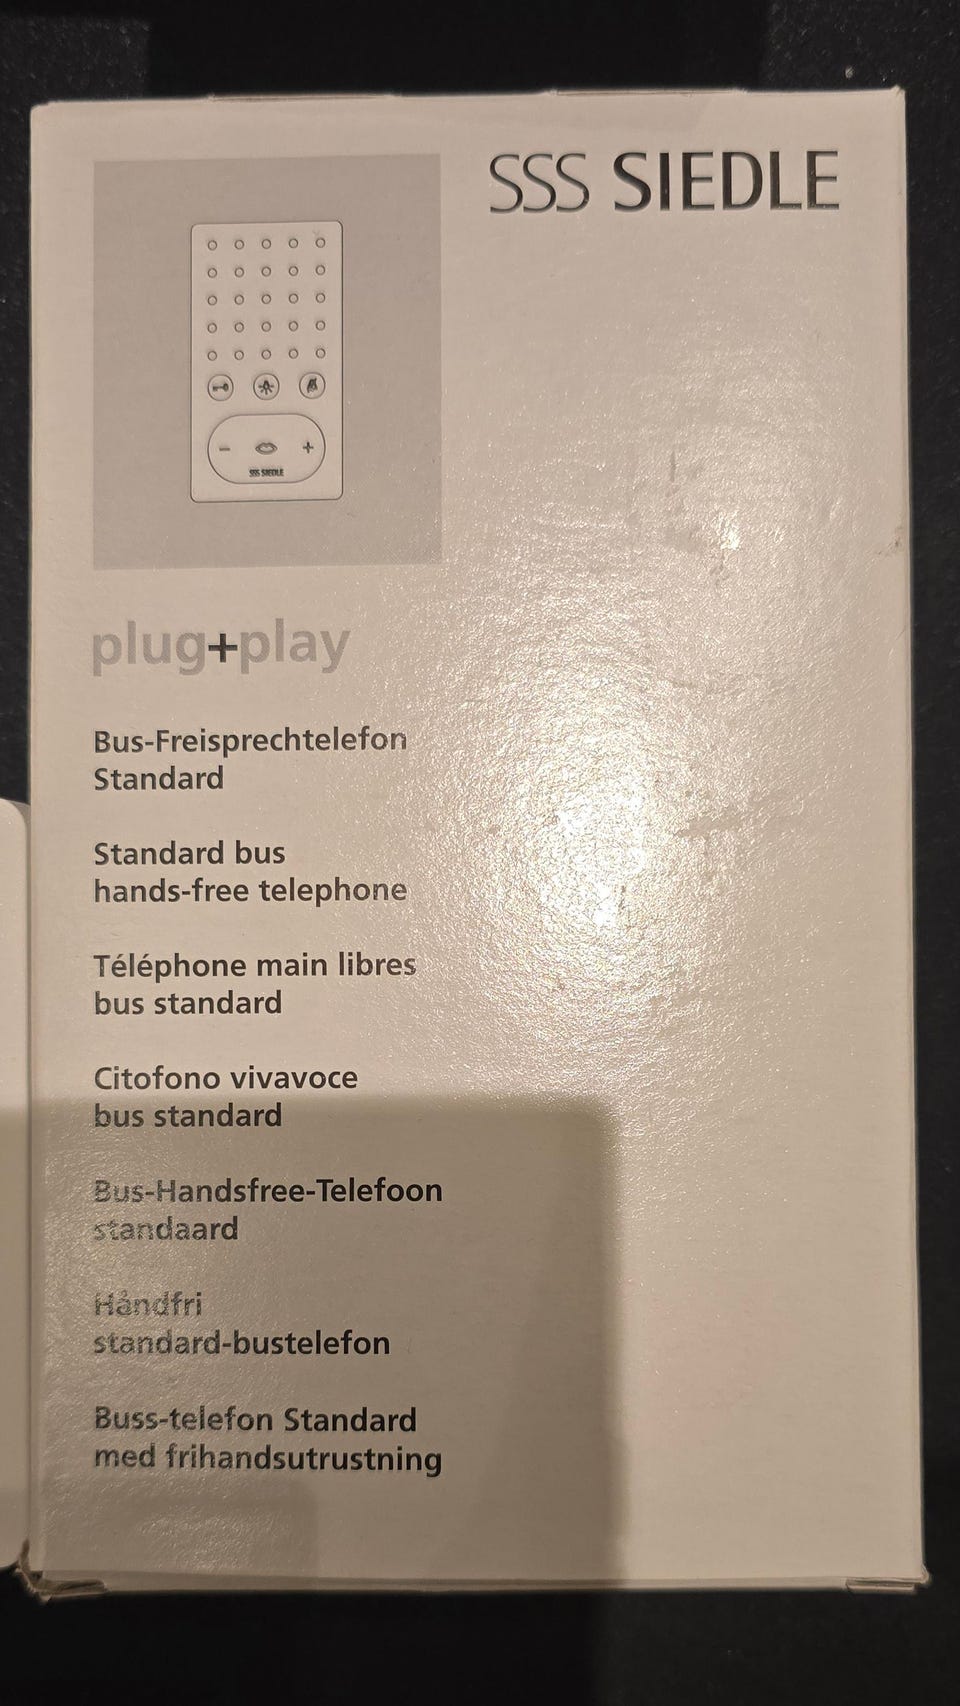 SSS SIEDLE
- +
SSS SIEDLE
plug+play
Bus-Freisprechtelefon
Standard
Standard bus
hands-free telephone
Téléphone main libres
bus standard
Citofono vivavoce
bus standard
Bus-Handsfree-Telefoon
standaard
Håndfri
standard-bustelefon
Buss-telefon Standard
med frihandsutrustning